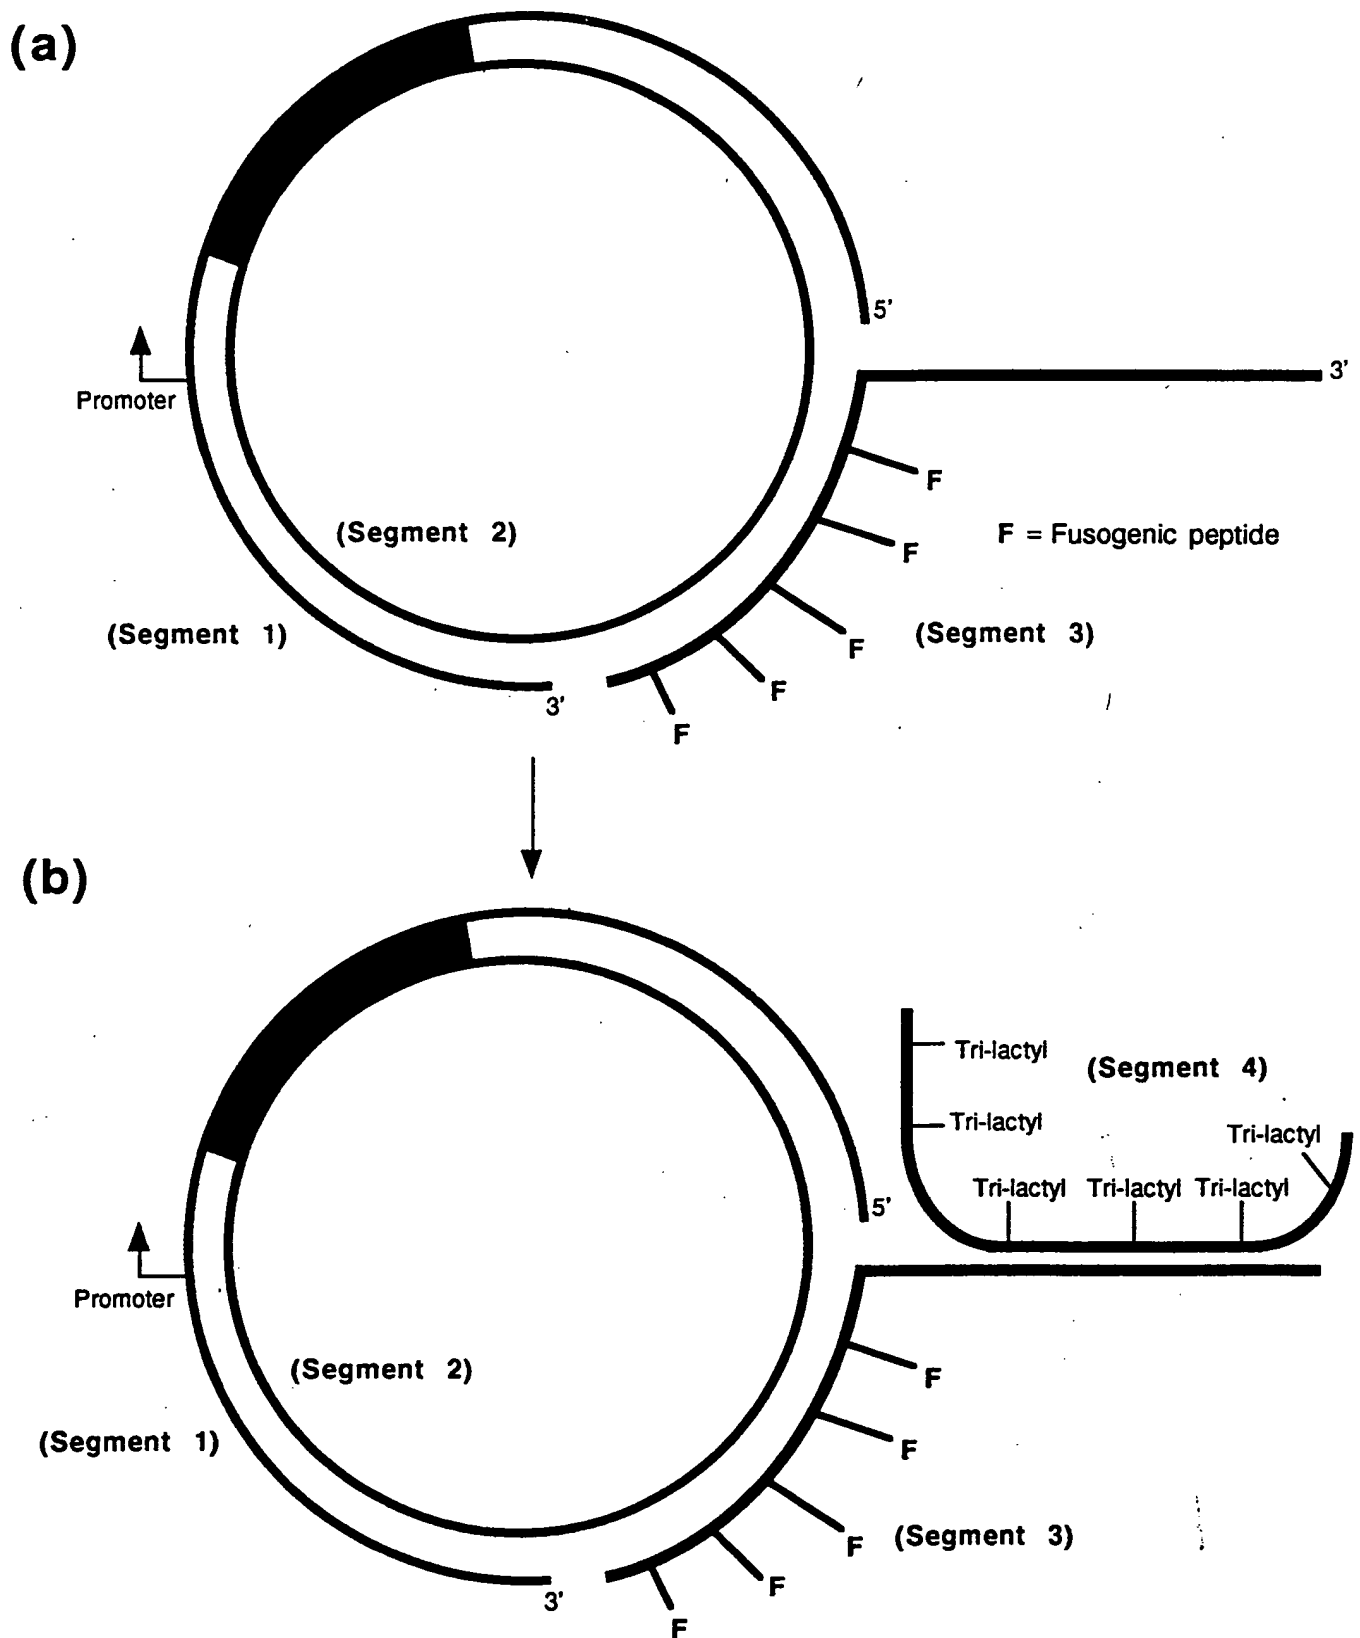 (a)
5'
3'
Promoter
F
F
(Segment 2)
F = Fusogenic peptide
(Segment 1)
F
(Segment 3)
F
3'
F
(b)
Tri-lactyl
(Segment 4)
Tri-lactyl
Tri-lactyl
Tri-lactyl Tri-lactyl Tri-lactyl
5'
Promoter
(Segment 2)
F
(Segment 1)
F
F
(Segment 3)
F
3'
F